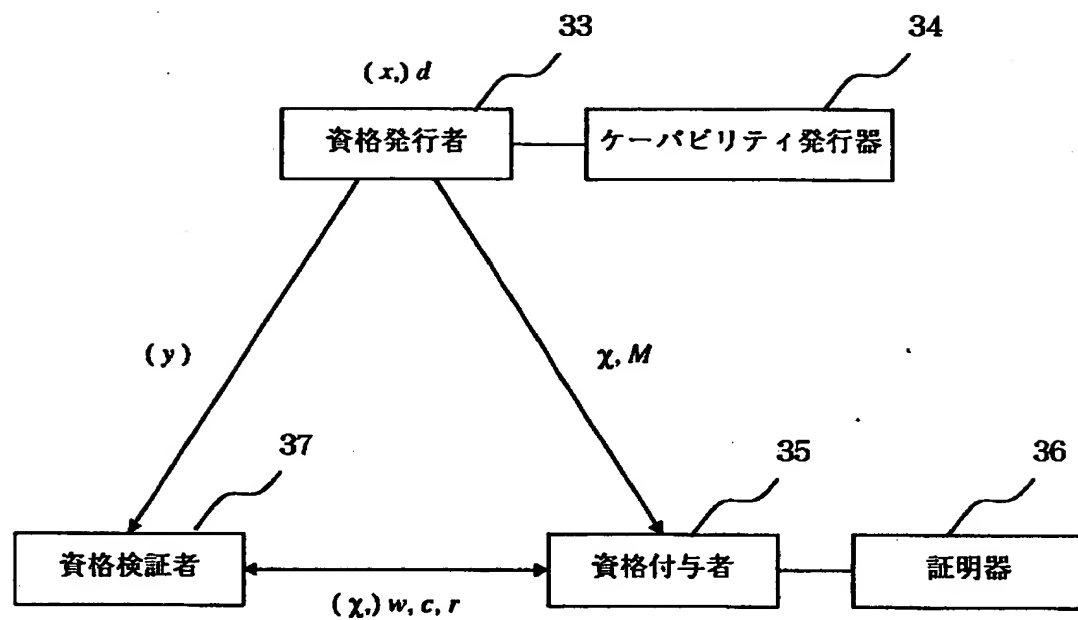 33
34
(x,) d
資格発行者
ケーパビリティ発行器
(y)
χ, M
37
35
36
資格検証者
資格付与者
証明器
(χ,) w, c, r